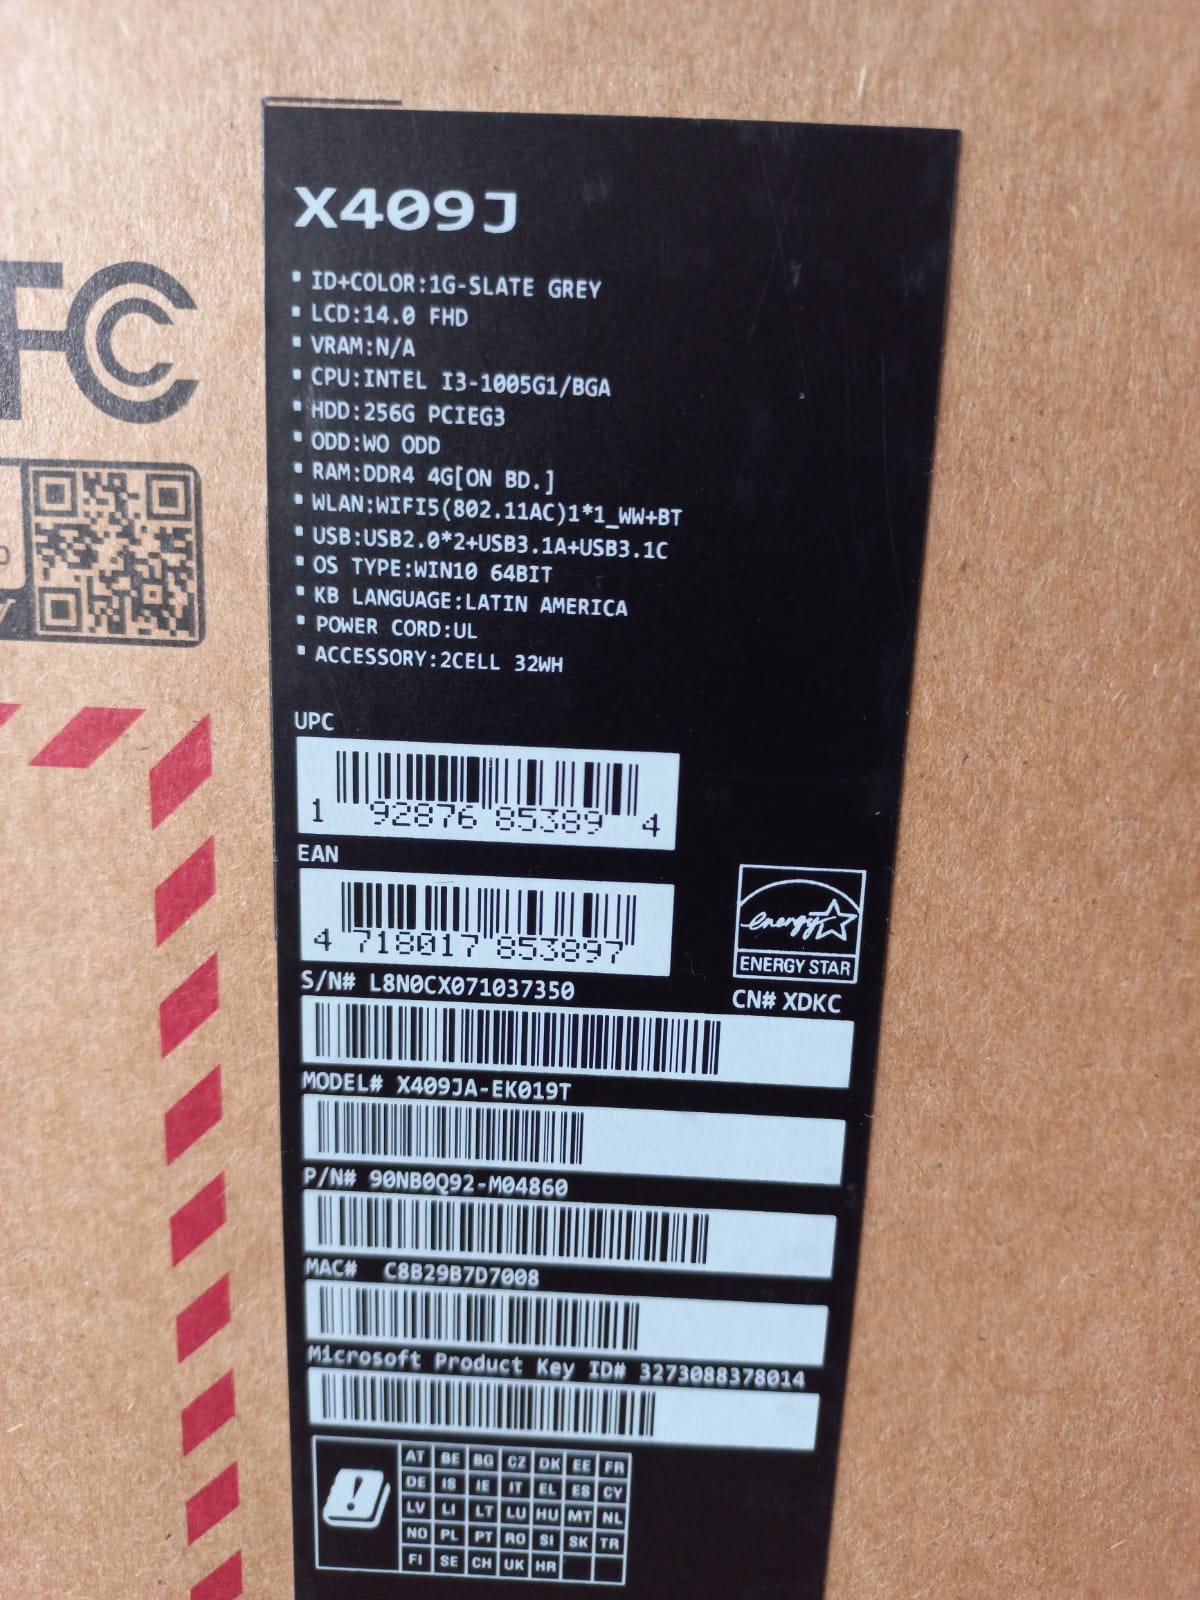 X409J
▪ ID+COLOR:1G-SLATE GREY
▪ LCD:14.0 FHD
▪ VRAM:N/A
▪ CPU:INTEL I3-1005G1/BGA
▪ HDD:256G PCIEG3
▪ ODD:WO ODD
▪ RAM:DDR4 4G[ON BD.]
▪ WLAN:WIFI5(802.11AC)1*1_WW+BT
▪ USB:USB2.0*2+USB3.1A+USB3.1C
▪ OS TYPE:WIN10 64BIT
▪ KB LANGUAGE:LATIN AMERICA
▪ POWER CORD:UL
▪ ACCESSORY:2CELL 32WH
UPC
1 92876 85389 4
EAN
4 718017 853897
energy
ENERGY STAR
S/N# L8N0CX071037350
CN# XDKC
MODEL# X409JA-EK019T
P/N# 90NB0Q92-M04860
MAC# C8B29B7D7008
Microsoft Product Key ID# 3273088378014
AT BE BG CZ DK EE FR
DE IS IE IT EL ES CY
LV LI LT LU HU MT NL
NO PL PT RO SI SK TR
FI SE CH UK HR